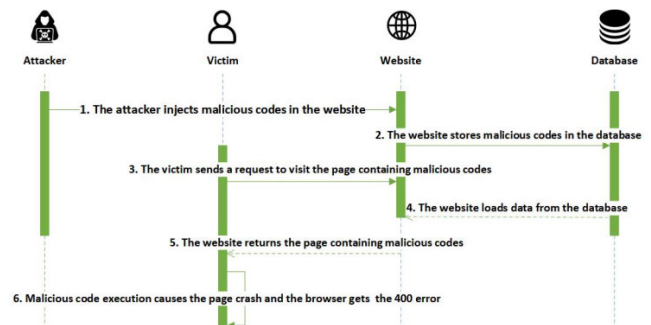 Attacker
Victim
Website
Database
1. The attacker injects malicious codes in the website
2. The website stores malicious codes in the database
3. The victim sends a request to visit the page containing malicious codes
4. The website loads data from the database
5. The website returns the page containing malicious codes
6. Malicious code execution causes the page crash and the browser gets the 400 error